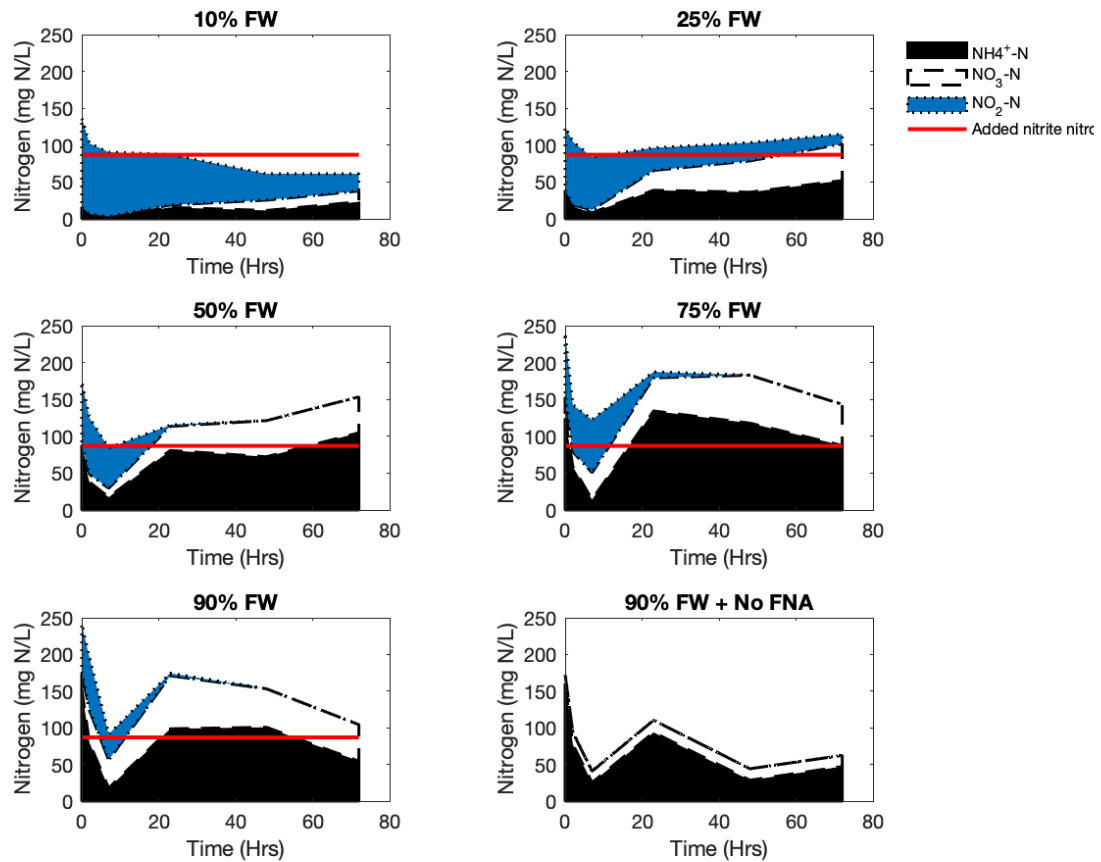 10% FW
250
200
150
100
50
0
Nitrogen (mg N/L)
0 20 40 60 80
Time (Hrs)
25% FW
250
200
150
100
50
0
Nitrogen (mg N/L)
0 20 40 60 80
Time (Hrs)
NH4⁺-N
NO₃-N
NO₂-N
Added nitrite nitro
50% FW
250
200
150
100
50
0
Nitrogen (mg N/L)
0 20 40 60 80
Time (Hrs)
75% FW
250
200
150
100
50
0
Nitrogen (mg N/L)
0 20 40 60 80
Time (Hrs)
90% FW
250
200
150
100
50
0
Nitrogen (mg N/L)
0 20 40 60 80
Time (Hrs)
90% FW + No FNA
250
200
150
100
50
0
Nitrogen (mg N/L)
0 20 40 60 80
Time (Hrs)